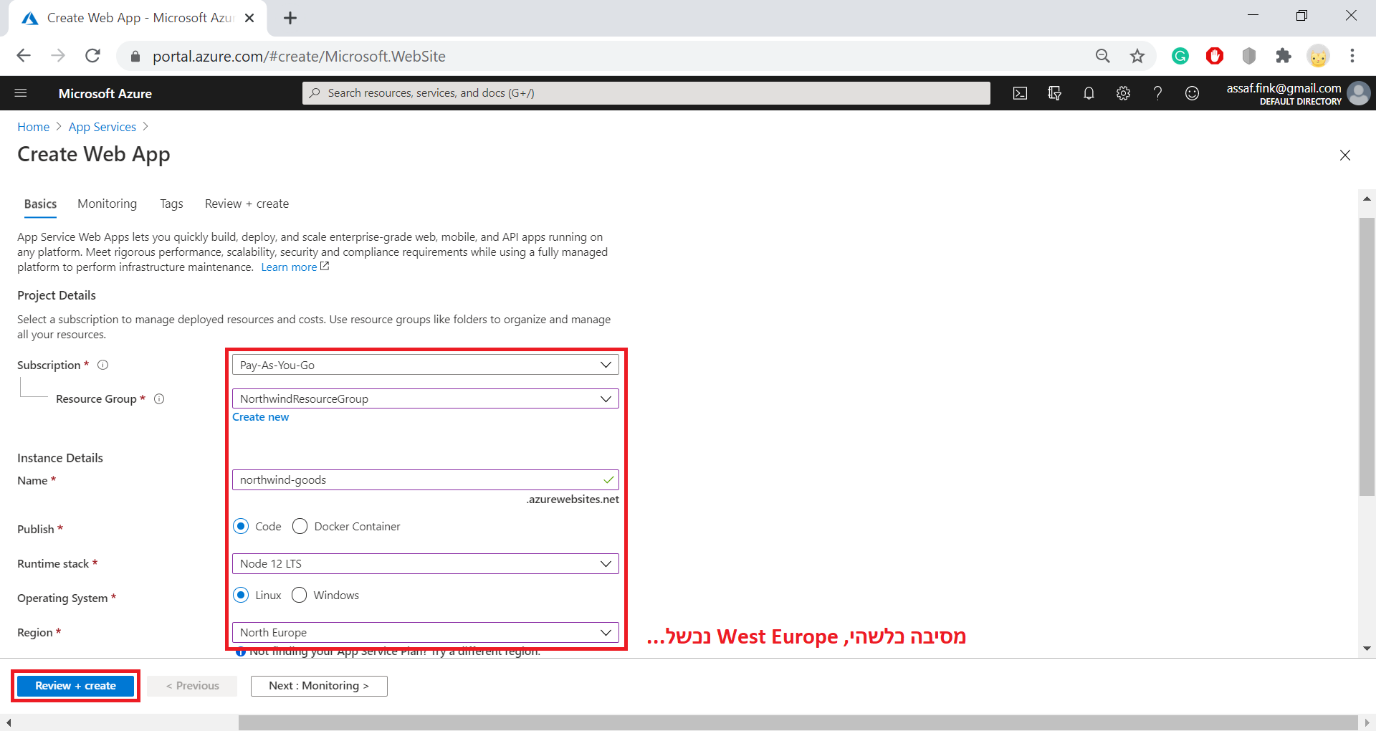 Create Web App - Microsoft Azu
portal.azure.com/#create/Microsoft.WebSite
Microsoft Azure
Search resources, services, and docs (G+/)
assaf.fink@gmail.com
DEFAULT DIRECTORY
Home > App Services >
Create Web App
Basics Monitoring Tags Review + create
App Service Web Apps lets you quickly build, deploy, and scale enterprise-grade web, mobile, and API apps running on
any platform. Meet rigorous performance, scalability, security and compliance requirements while using a fully managed
platform to perform infrastructure maintenance. Learn more
Project Details
Select a subscription to manage deployed resources and costs. Use resource groups like folders to organize and manage
all your resources.
Subscription *
Pay-As-You-Go
Resource Group *
NorthwindResourceGroup
Create new
Instance Details
Name *
northwind-goods
.azurewebsites.net
Publish *
Code Docker Container
Runtime stack *
Node 12 LTS
Operating System *
Linux Windows
Region *
North Europe
מסיבה כלשהי, West Europe נכשל...
Not finding your App Service Plan? Try a different region.
Review + create
< Previous
Next : Monitoring >